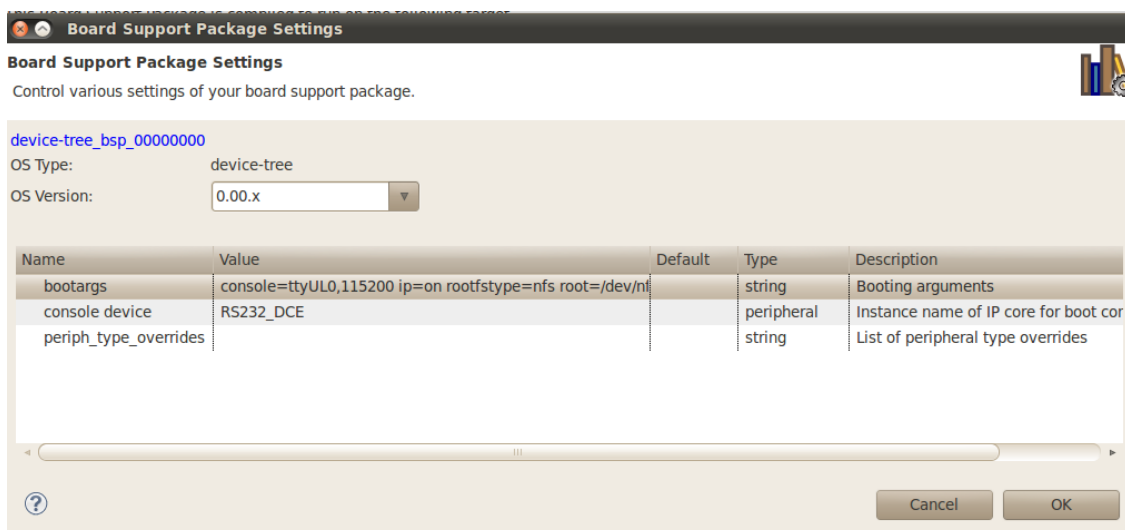 Board Support Package Settings
Board Support Package Settings
Control various settings of your board support package.
device-tree_bsp_00000000
OS Type: device-tree
OS Version: 0.00.x
Name Value Default Type Description
bootargs console=ttyUL0,115200 ip=on rootfstype=nfs root=/dev/nf string Booting arguments
console device RS232_DCE peripheral Instance name of IP core for boot cor
periph_type_overrides string List of peripheral type overrides
Cancel OK